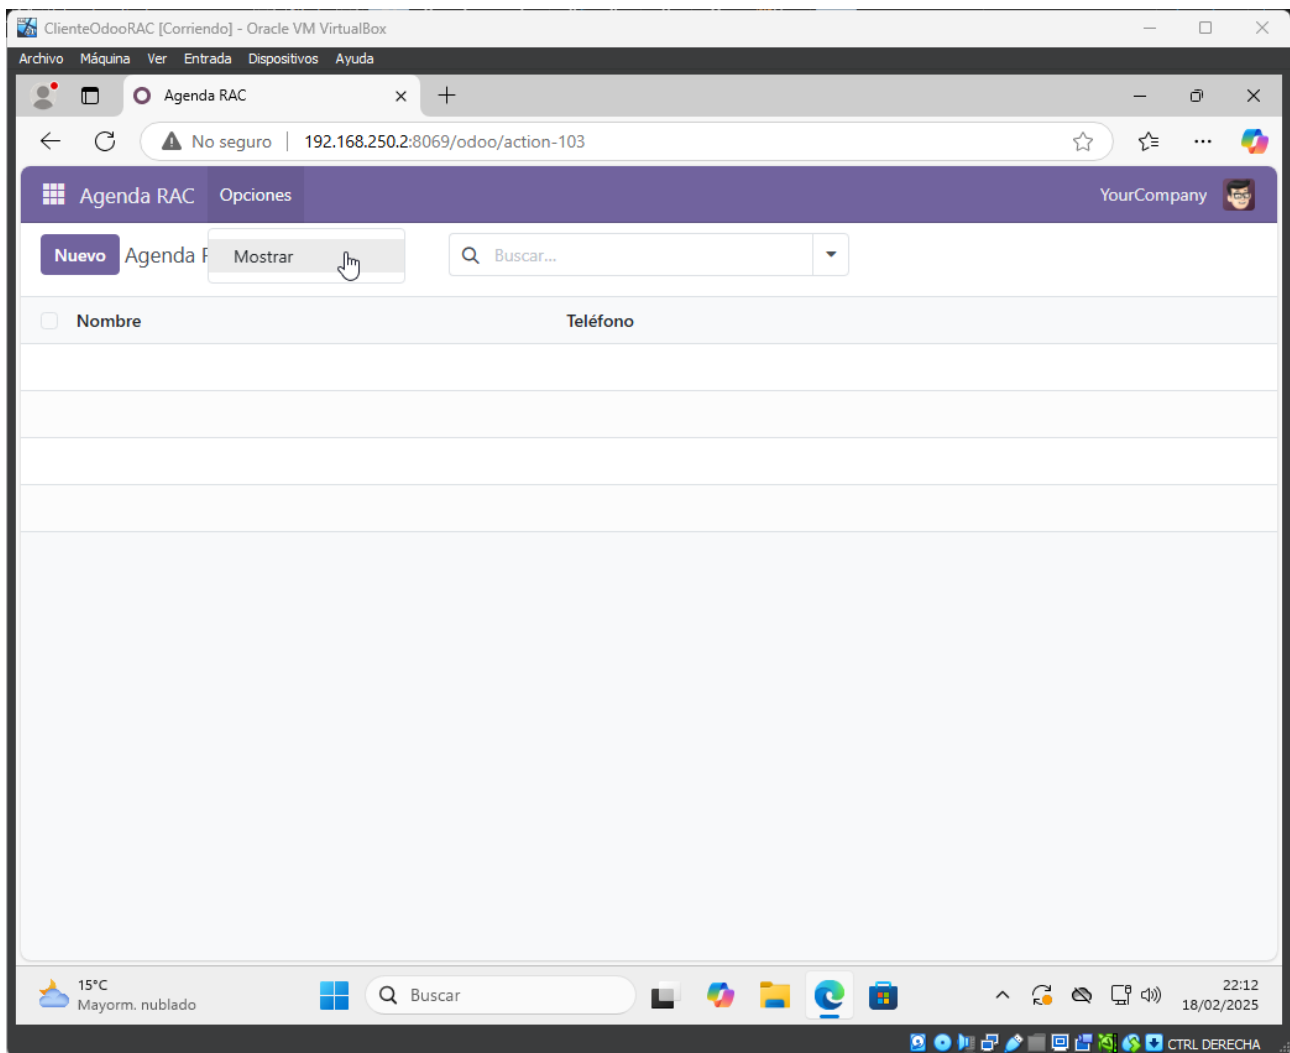 ClienteOdooRAC [Corriendo] - Oracle VM VirtualBox
Archivo Máquina Ver Entrada Dispositivos Ayuda
Agenda RAC
No seguro 192.168.250.2:8069/odoo/action-103
Agenda RAC Opciones YourCompany
Nuevo Agenda Mostrar Buscar...
Nombre Teléfono
15°C
Mayorm. nublado
Buscar
22:12
18/02/2025
CTRL DERECHA